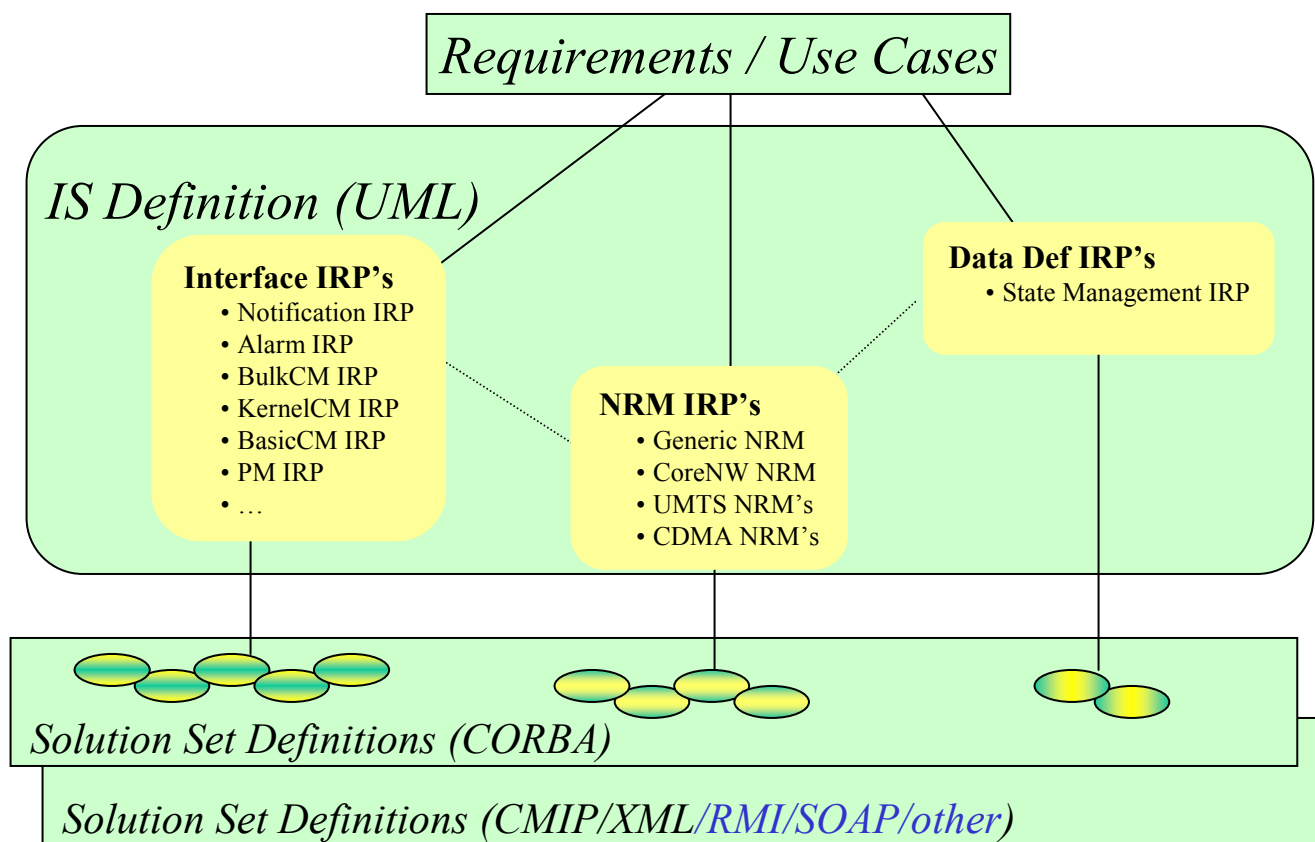 Requirements / Use Cases
IS Definition (UML)
Interface IRP’s
• Notification IRP
• Alarm IRP
• BulkCM IRP
• KernelCM IRP
• BasicCM IRP
• PM IRP
• …
NRM IRP’s
• Generic NRM
• CoreNW NRM
• UMTS NRM’s
• CDMA NRM’s
Data Def IRP’s
• State Management IRP
Solution Set Definitions (CORBA)
Solution Set Definitions (CMIP/XML/RMI/SOAP/other)